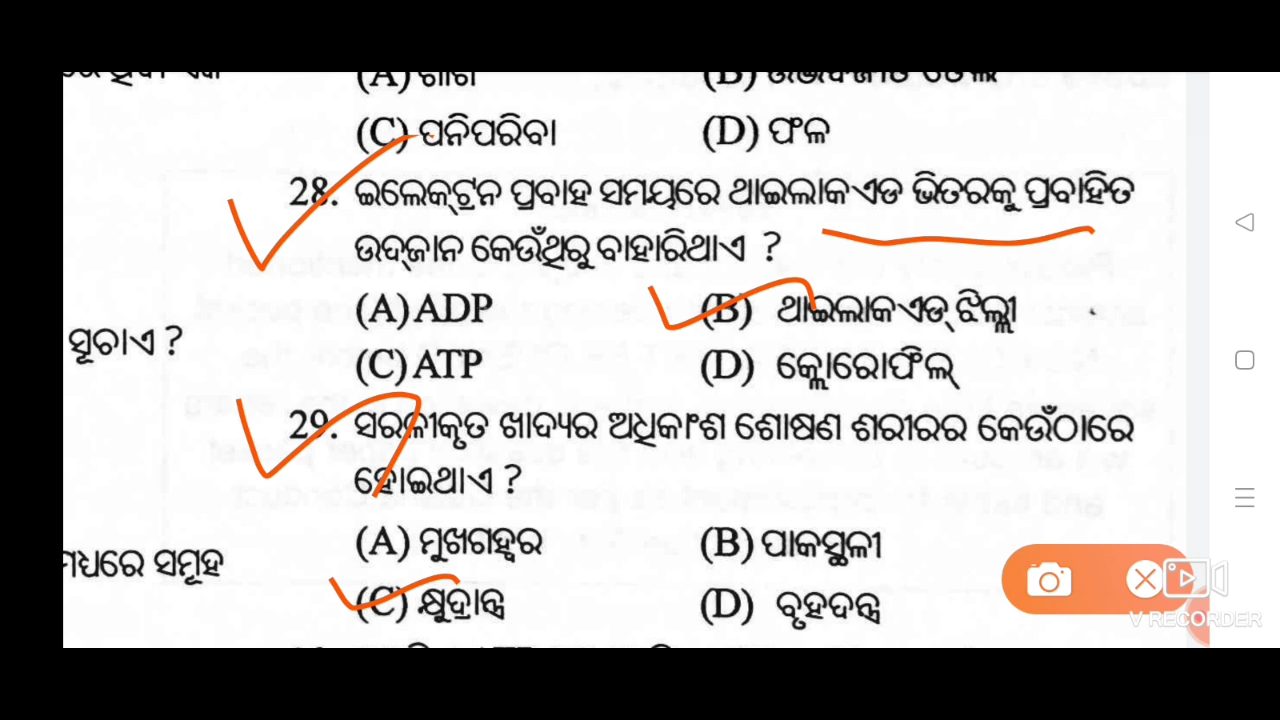 (C) ପନିପରିବା (D) ଫଳ
28. ଇଲେକ୍ଟ୍ରନ ପ୍ରବାହ ସମୟରେ ଥାଇଲାକଏଡ ଭିତରକୁ ପ୍ରବାହିତ
ଉଦ୍‌ଜାନ କେଉଁଥିରୁ ବାହାରିଥାଏ ?
(A) ADP (B) ଥାଇଲାକଏଡ୍ ଝିଲ୍ଲୀ
ସୂଚାଏ ?
(C) ATP (D) କ୍ଲୋରୋଫିଲ୍
29. ସରଳୀକୃତ ଖାଦ୍ୟର ଅଧିକାଂଶ ଶୋଷଣ ଶରୀରର କେଉଁଠାରେ
ହୋଇଥାଏ ?
(A) ମୁଖଗହ୍ୱର (B) ପାକସ୍ଥଳୀ
ମଧ୍ୟରେ ସମୂହ
(C) କ୍ଷୁଦ୍ରାନ୍ତ୍ର (D) ବୃହଦନ୍ତ୍ର
V RECORDER